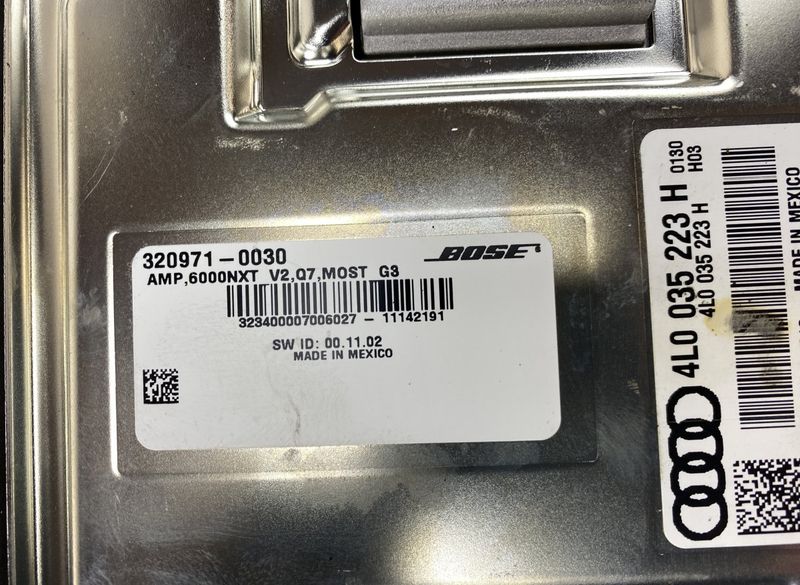 320971-0030
BOSE
AMP,6000NXT V2,Q7,MOST G3
323400007006027 - 11142191
SW ID: 00.11.02
MADE IN MEXICO
4L0 035 223 H
0130
H03
4L0 035 223 H
MADE IN MEXICO